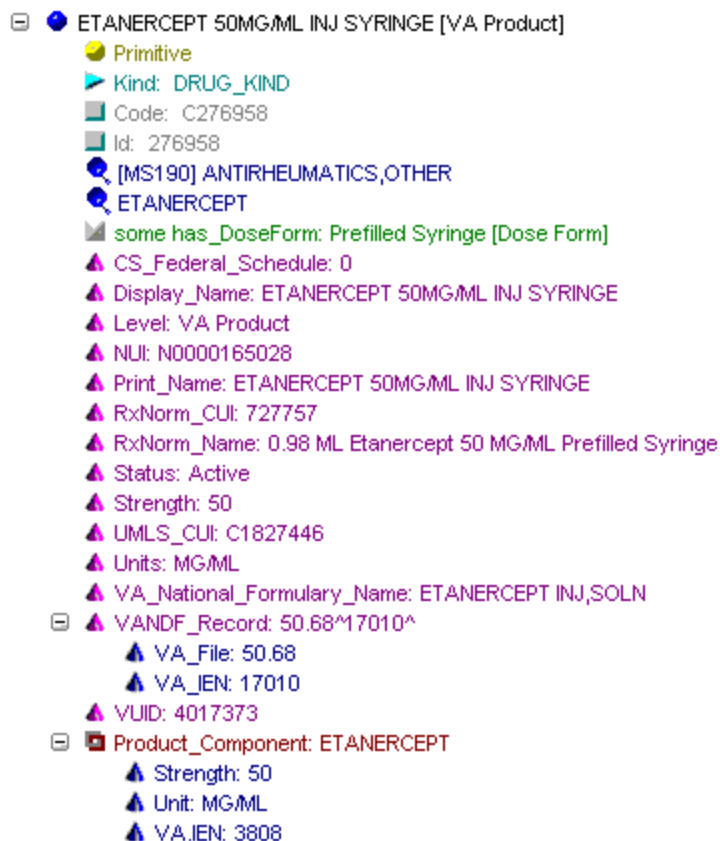 ETANERCEPT 50MG/ML INJ SYRINGE [VA Product]
Primitive
Kind: DRUG_KIND
Code: C276958
Id: 276958
[MS190] ANTIRHEUMATICS,OTHER
ETANERCEPT
some has_DoseForm: Prefilled Syringe [Dose Form]
CS_Federal_Schedule: 0
Display_Name: ETANERCEPT 50MG/ML INJ SYRINGE
Level: VA Product
NUI: N0000165028
Print_Name: ETANERCEPT 50MG/ML INJ SYRINGE
RxNorm_CUI: 727757
RxNorm_Name: 0.98 ML Etanercept 50 MG/ML Prefilled Syringe
Status: Active
Strength: 50
UMLS_CUI: C1827446
Units: MG/ML
VA_National_Formulary_Name: ETANERCEPT INJ,SOLN
VANDF_Record: 50.68^17010^
VA_File: 50.68
VA_IEN: 17010
VUID: 4017373
Product_Component: ETANERCEPT
Strength: 50
Unit: MG/ML
VA.IEN: 3808